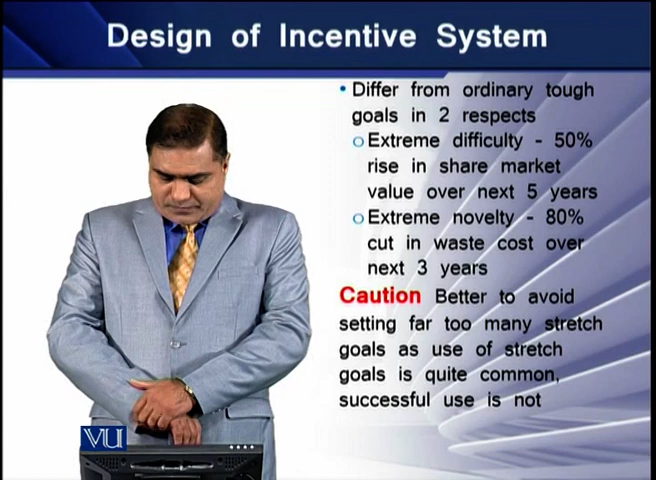 Design of Incentive System
• Differ from ordinary tough
goals in 2 respects
o Extreme difficulty - 50%
rise in share market
value over next 5 years
o Extreme novelty - 80%
cut in waste cost over
next 3 years
Caution Better to avoid
setting far too many stretch
goals as use of stretch
goals is quite common,
successful use is not
VU